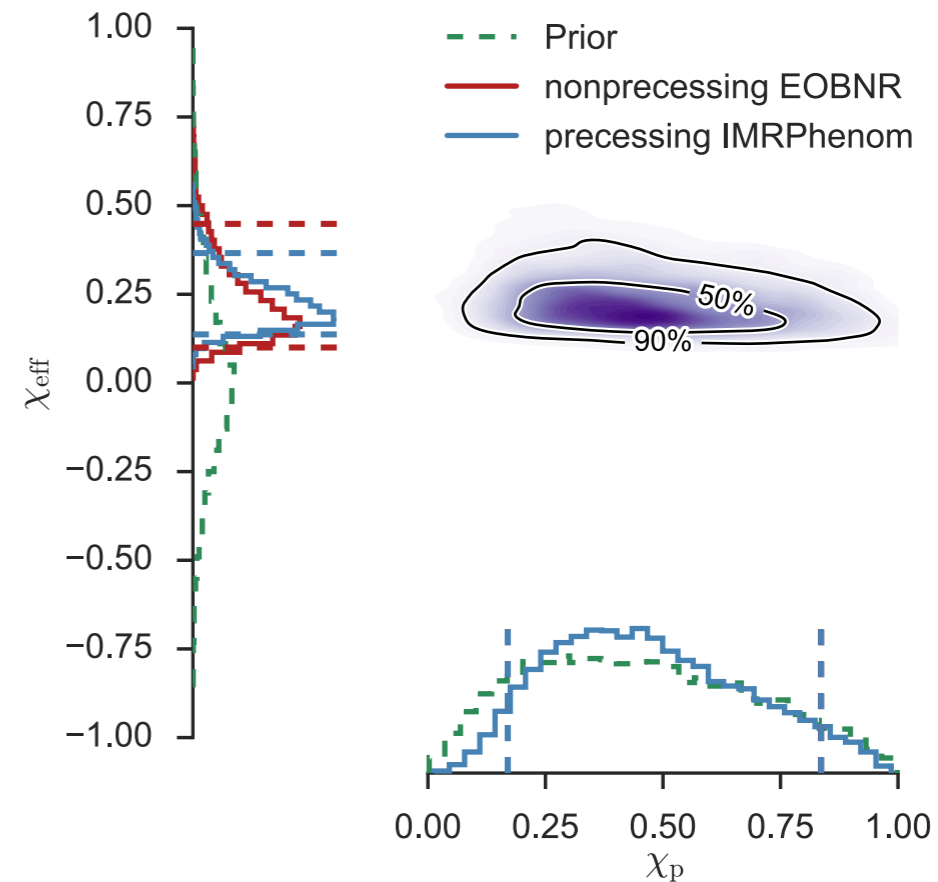 Prior
nonprecessing EOBNR
precessing IMRPhenom
1.00
0.75
0.50
0.25
0.00
−0.25
−0.50
−0.75
−1.00
χeff
50%
90%
0.00 0.25 0.50 0.75 1.00
χp